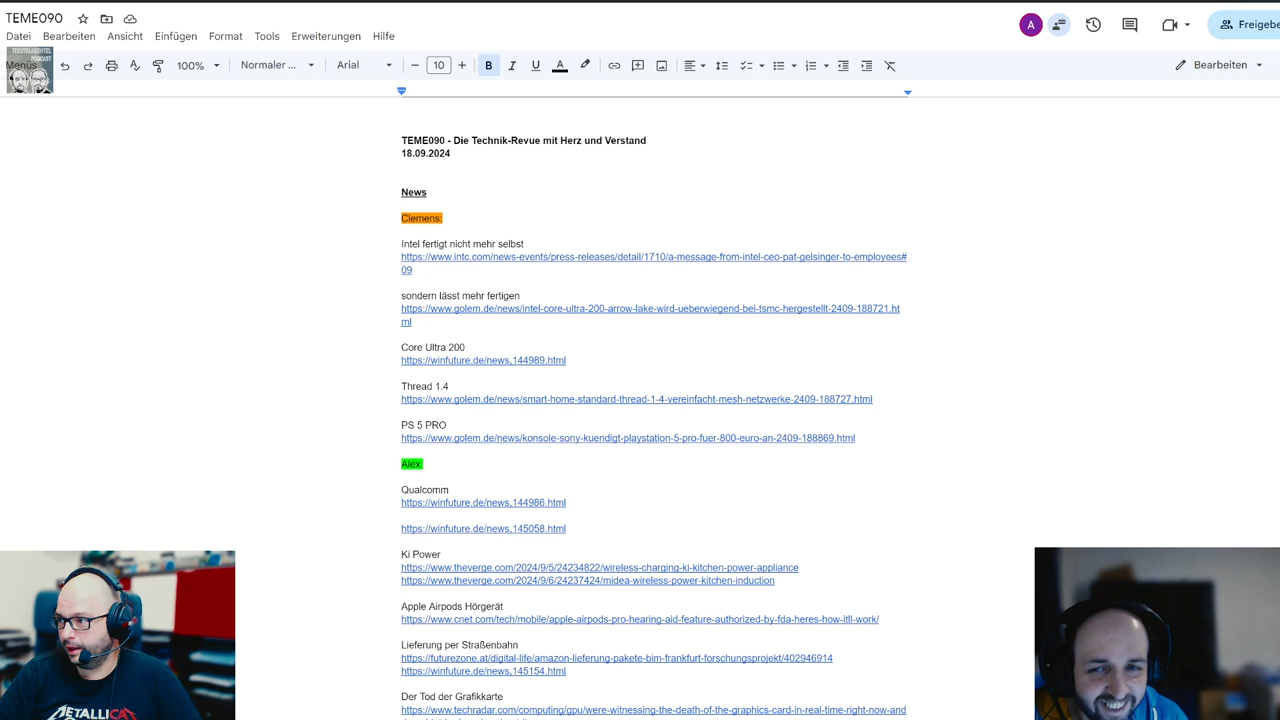 TEME090
Datei Bearbeiten Ansicht Einfügen Format Tools Erweiterungen Hilfe
A
Freigebe
TECHTELMECHTEL
PODCAST
Menüs
100% Normaler ... Arial 10 B I U A
Bearbeiten
TEME090 - Die Technik-Revue mit Herz und Verstand
18.09.2024
News
Clemens:
Intel fertigt nicht mehr selbst
https://www.intc.com/news-events/press-releases/detail/1710/a-message-from-intel-ceo-pat-gelsinger-to-employees#
09
sondern lässt mehr fertigen
https://www.golem.de/news/intel-core-ultra-200-arrow-lake-wird-ueberwiegend-bei-tsmc-hergestellt-2409-188721.ht
ml
Core Ultra 200
https://winfuture.de/news,144989.html
Thread 1.4
https://www.golem.de/news/smart-home-standard-thread-1-4-vereinfacht-mesh-netzwerke-2409-188727.html
PS 5 PRO
https://www.golem.de/news/konsole-sony-kuendigt-playstation-5-pro-fuer-800-euro-an-2409-188869.html
Alex:
Qualcomm
https://winfuture.de/news,144986.html
https://winfuture.de/news,145058.html
Ki Power
https://www.theverge.com/2024/9/5/24234822/wireless-charging-ki-kitchen-power-appliance
https://www.theverge.com/2024/9/6/24237424/midea-wireless-power-kitchen-induction
Apple Airpods Hörgerät
https://www.cnet.com/tech/mobile/apple-airpods-pro-hearing-aid-feature-authorized-by-fda-heres-how-itll-work/
Lieferung per Straßenbahn
https://futurezone.at/digital-life/amazon-lieferung-pakete-bim-frankfurt-forschungsprojekt/402946914
https://winfuture.de/news,145154.html
Der Tod der Grafikkarte
https://www.techradar.com/computing/gpu/were-witnessing-the-death-of-the-graphics-card-in-real-time-right-now-and
METALLICA